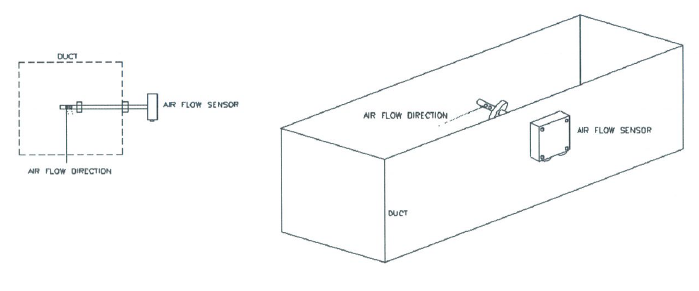 DUCT
AIR FLOW SENSOR
AIR FLOW DIRECTION
AIR FLOW DIRECTION
AIR FLOW SENSOR
DUCT